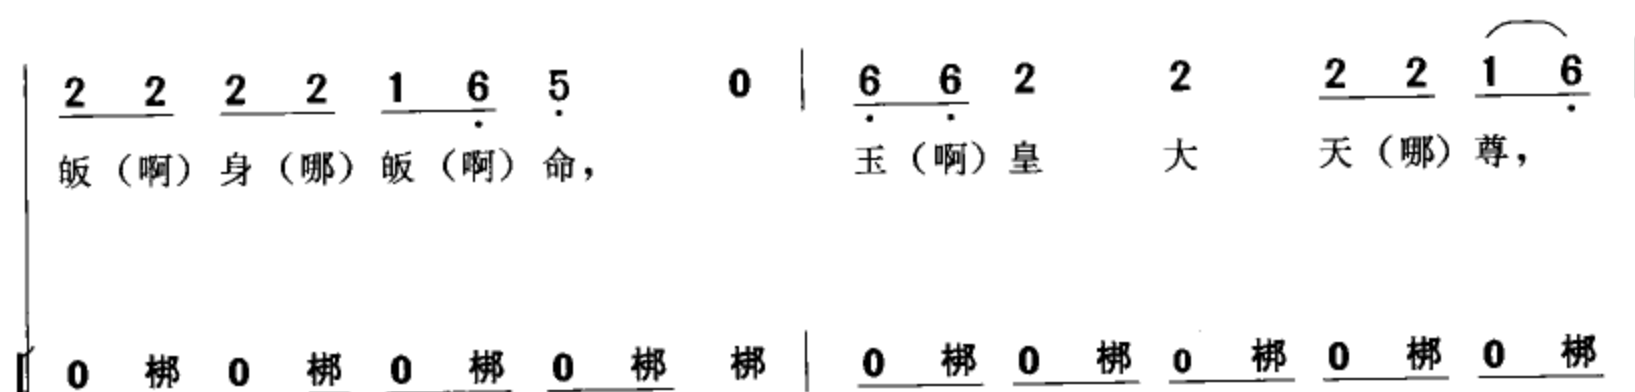 2 2 2 2 1 6 5 0 | 6 6 2 2 2 2 1 6
皈（啊）身（哪）皈（啊）命， 玉（啊）皇 大 天（哪）尊，
0 梆 0 梆 0 梆 0 梆 梆 | 0 梆 0 梆 0 梆 0 梆 0 梆